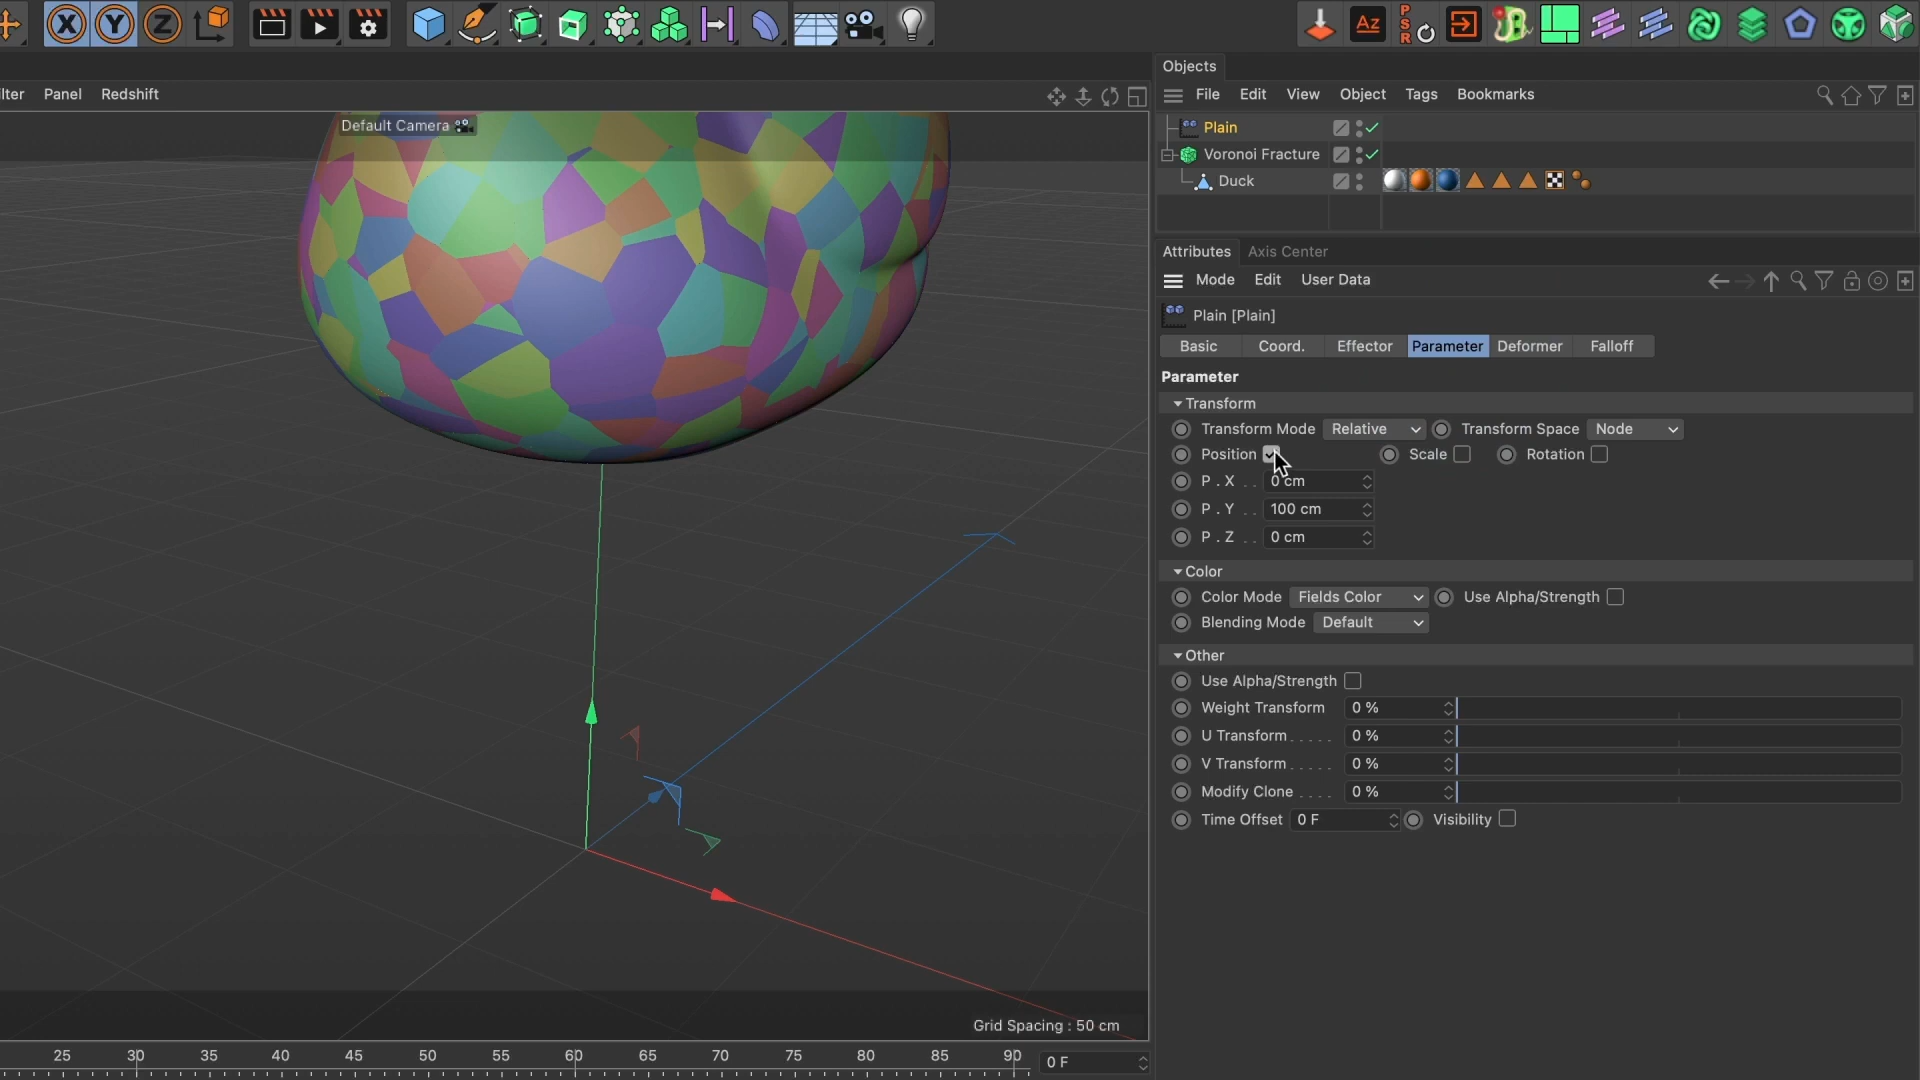 X Y Z
Az
PSR
Objects
File Edit View Object Tags Bookmarks
lter Panel Redshift
Default Camera
Plain
Voronoi Fracture
Duck
Attributes Axis Center
Mode Edit User Data
Plain [Plain]
Basic Coord. Effector Parameter Deformer Falloff
Parameter
Transform
Transform Mode Relative Transform Space Node
Position Scale Rotation
P . X . . 0 cm
P . Y . . 100 cm
P . Z . . 0 cm
Color
Color Mode Fields Color Use Alpha/Strength
Blending Mode Default
Other
Use Alpha/Strength
Weight Transform 0 %
U Transform . . . . . 0 %
V Transform . . . . . 0 %
Modify Clone . . . . 0 %
Time Offset 0 F Visibility
Grid Spacing : 50 cm
25 30 35 40 45 50 55 60 65 70 75 80 85 90 0 F